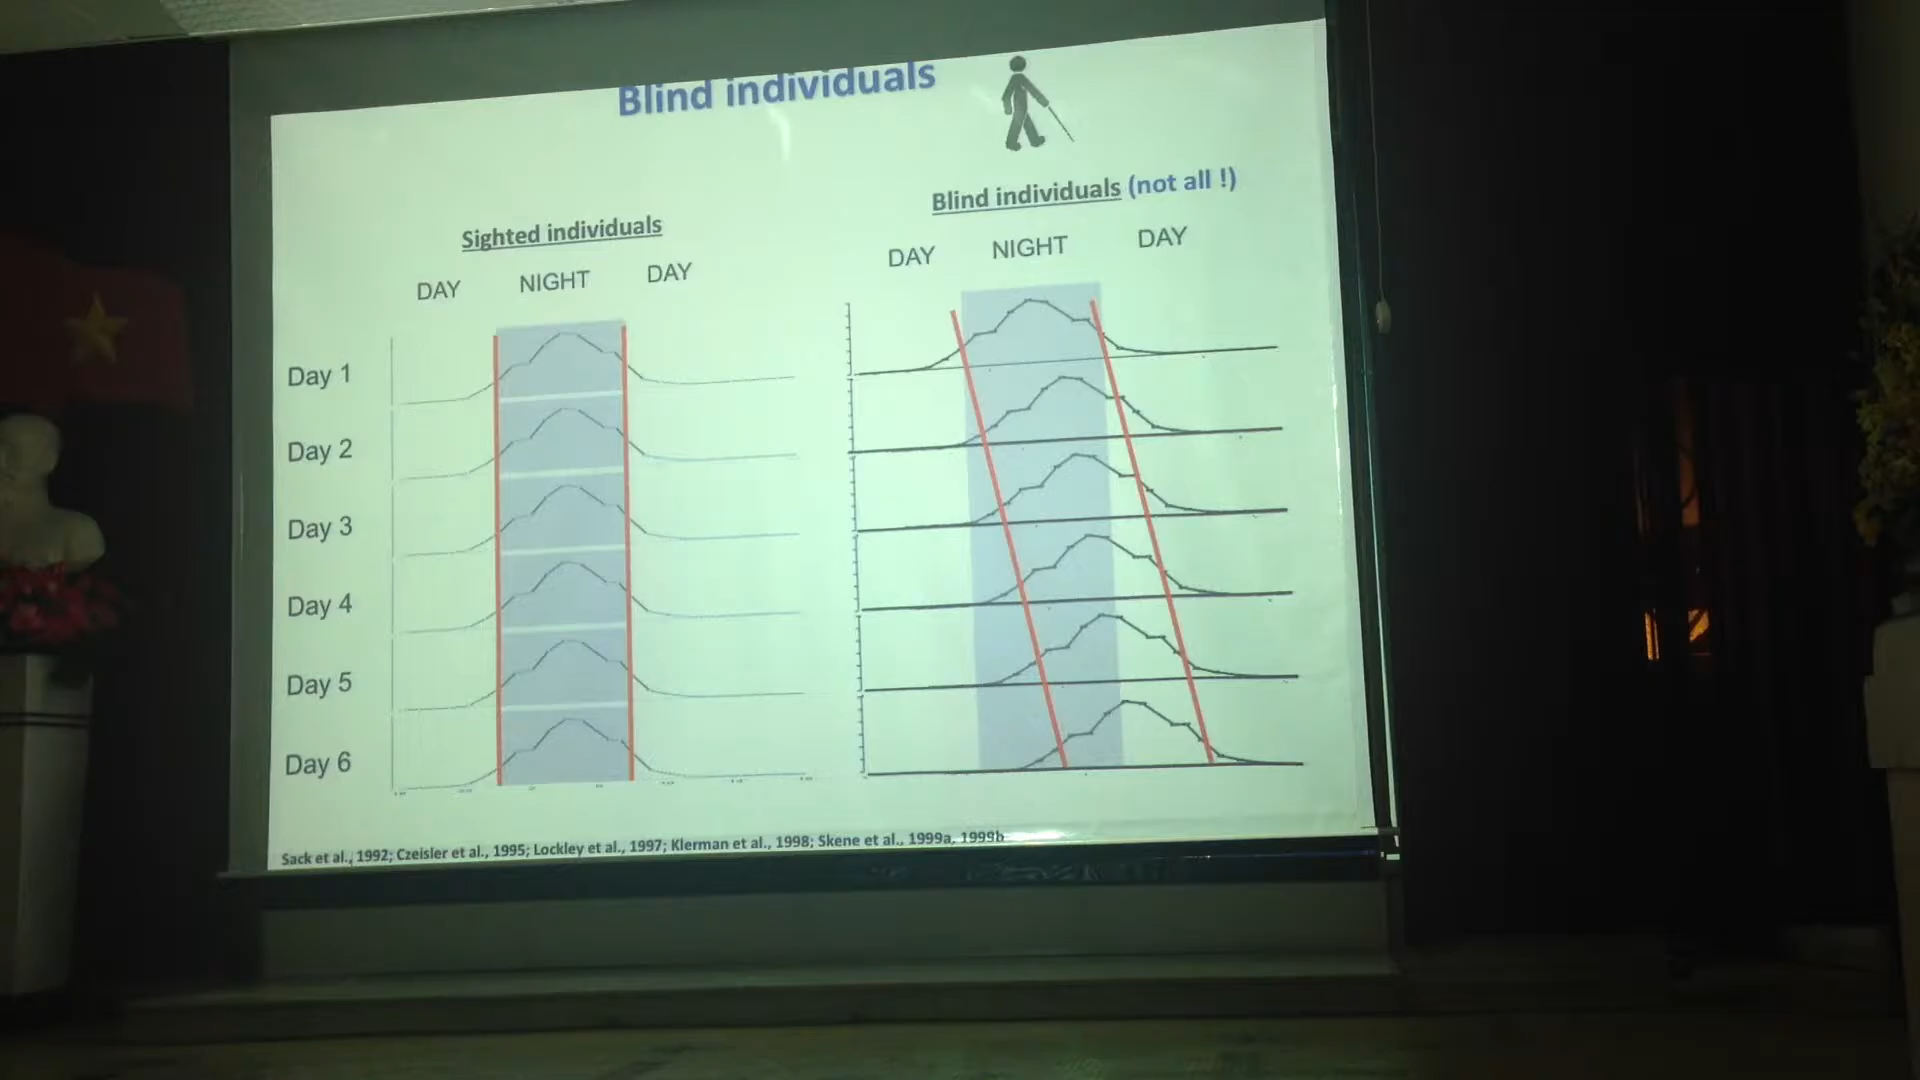 Blind individuals
Sighted individuals
DAY NIGHT DAY
Blind individuals (not all !)
DAY NIGHT DAY
Day 1
Day 2
Day 3
Day 4
Day 5
Day 6
Sack et al., 1992; Czeisler et al., 1995; Lockley et al., 1997; Klerman et al., 1998; Skene et al., 1999a, 1999b